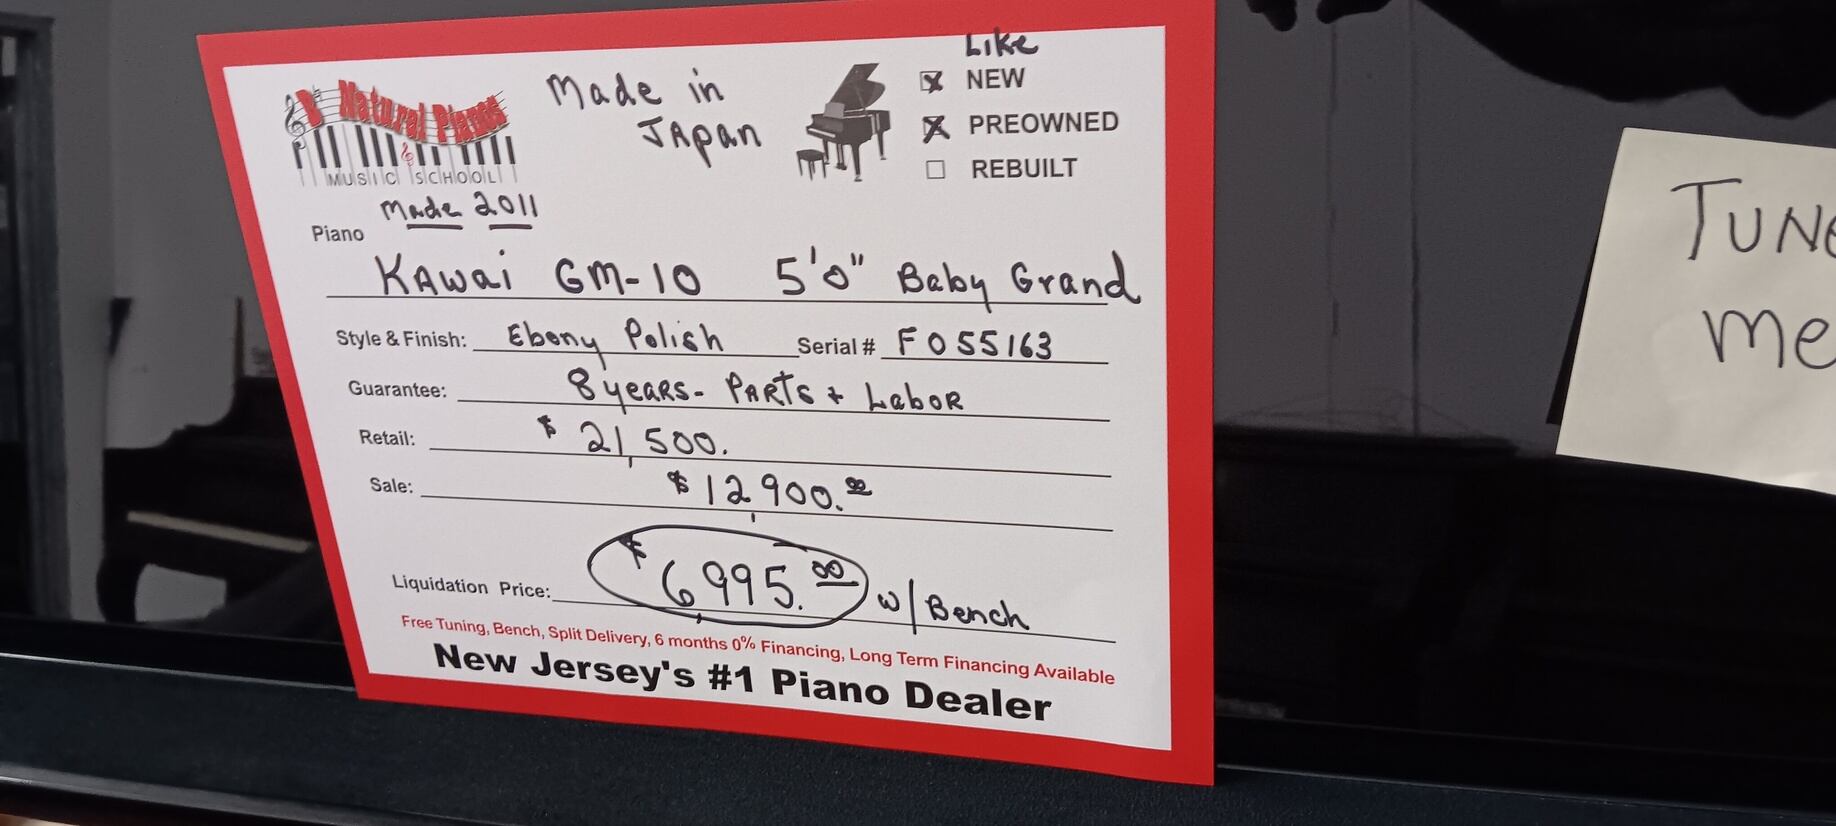 Like
NEW
PREOWNED
REBUILT
B Natural Pianos
MUSIC SCHOOL
Made in
JAPAN
Made 2011
Piano
KAWAI GM-10 5'0" Baby Grand
Style & Finish: Ebony Polish Serial # F055163
Guarantee: 8 years - PARTS + LaboR
Retail: $21,500.
Sale: $12,900.00
Liquidation Price: $6,995.00 w/Bench
Free Tuning, Bench, Split Delivery, 6 months 0% Financing, Long Term Financing Available
New Jersey's #1 Piano Dealer
TUNE
me